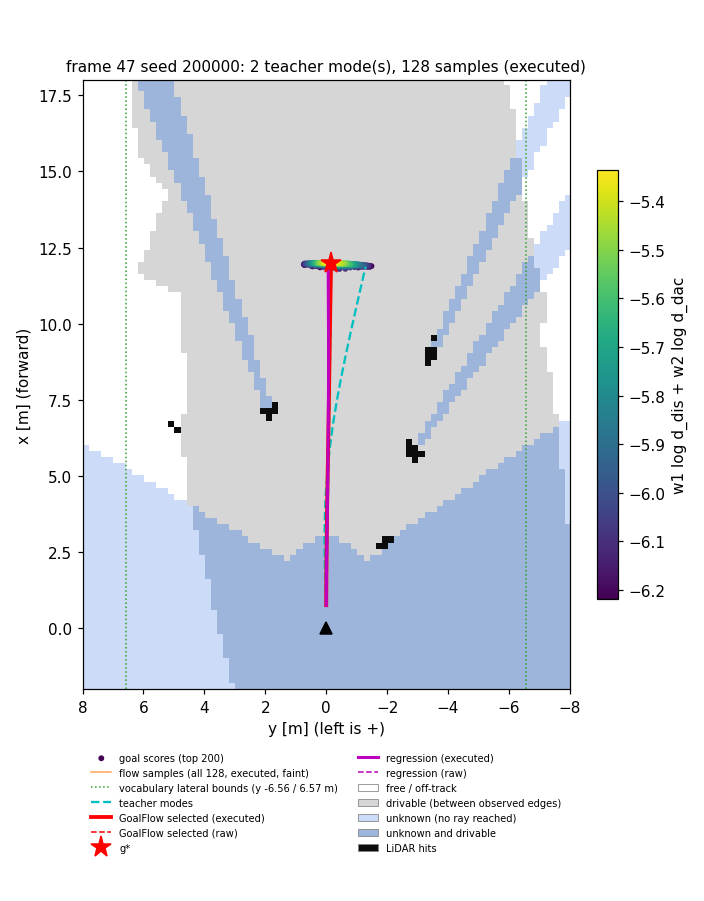 frame 47 seed 200000: 2 teacher mode(s), 128 samples (executed)
17.5
15.0
12.5
10.0
7.5
5.0
2.5
0.0
x [m] (forward)
8 6 4 2 0 −2 −4 −6 −8
y [m] (left is +)
−5.4
−5.5
−5.6
−5.7
−5.8
−5.9
−6.0
−6.1
−6.2
w1 log d_dis + w2 log d_dac
goal scores (top 200)
flow samples (all 128, executed, faint)
vocabulary lateral bounds (y -6.56 / 6.57 m)
teacher modes
GoalFlow selected (executed)
GoalFlow selected (raw)
g*
regression (executed)
regression (raw)
free / off-track
drivable (between observed edges)
unknown (no ray reached)
unknown and drivable
LiDAR hits